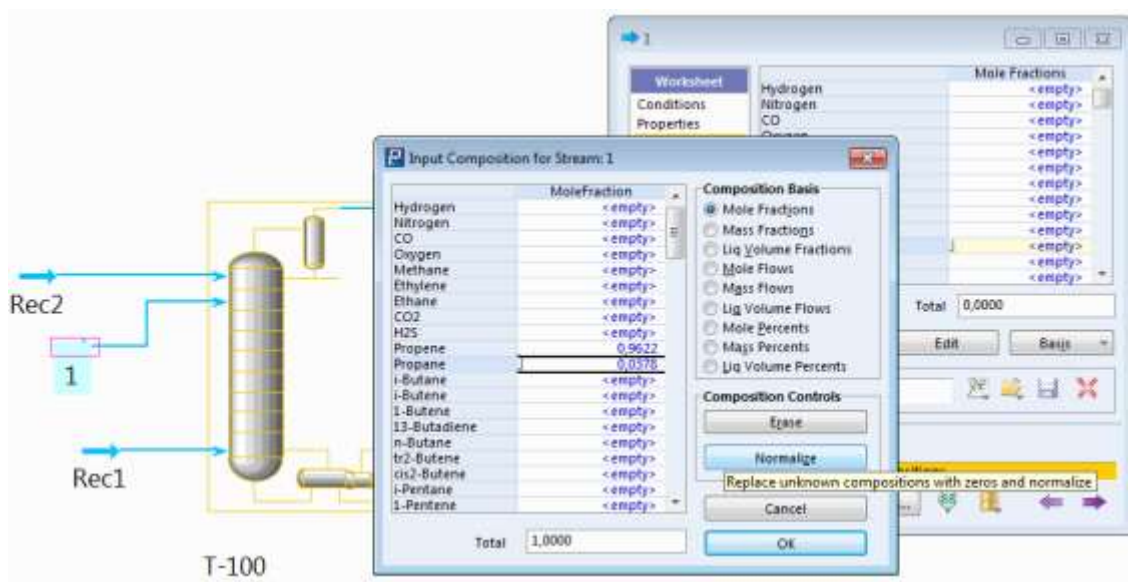 1
Worksheet
Conditions
Properties
Mole Fractions
Hydrogen <empty>
Nitrogen <empty>
CO <empty>
Oxygen <empty>
<empty>
<empty>
<empty>
<empty>
<empty>
<empty>
<empty>
<empty>
<empty>
Total 0,0000
Edit Basis
Input Composition for Stream: 1
MoleFraction
Hydrogen <empty>
Nitrogen <empty>
CO <empty>
Oxygen <empty>
Methane <empty>
Ethylene <empty>
Ethane <empty>
CO2 <empty>
H2S <empty>
Propene 0,9622
Propane 0,0378
i-Butane <empty>
i-Butene <empty>
1-Butene <empty>
13-Butadiene <empty>
n-Butane <empty>
tr2-Butene <empty>
cis2-Butene <empty>
i-Pentane <empty>
1-Pentene <empty>
Total 1,0000
Composition Basis
Mole Fractions
Mass Fractions
Liq Volume Fractions
Mole Flows
Mass Flows
Liq Volume Flows
Mole Percents
Mass Percents
Liq Volume Percents
Composition Controls
Erase
Normalize
Replace unknown compositions with zeros and normalize
Cancel
OK
Rec2
1
Rec1
T-100